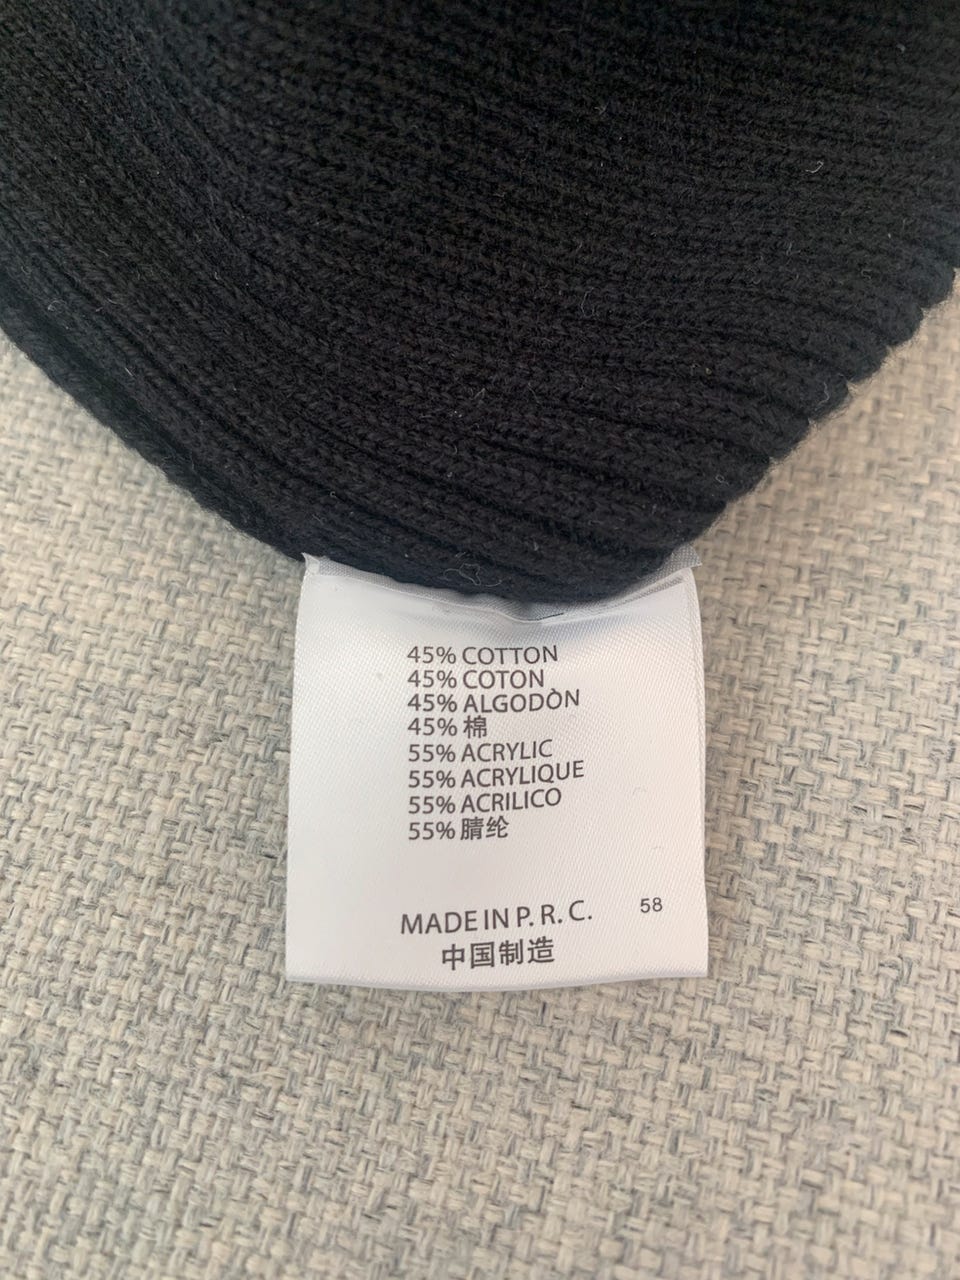 45% COTTON
45% COTON
45% ALGODÒN
45% 棉
55% ACRYLIC
55% ACRYLIQUE
55% ACRILICO
55% 腈纶
MADE IN P. R. C. 58
中国制造